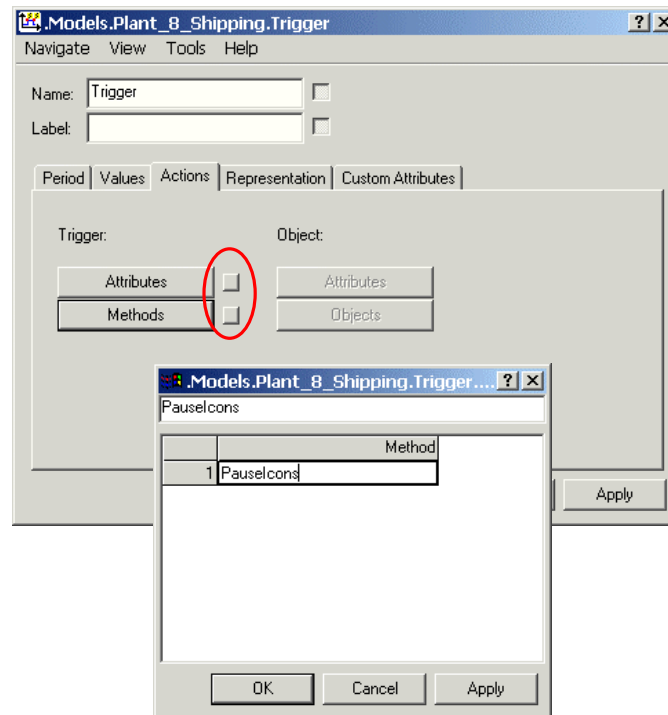 .Models.Plant_8_Shipping.Trigger
Navigate View Tools Help
Name: Trigger
Label:
Period Values Actions Representation Custom Attributes
Trigger: Object:
Attributes Attributes
Methods Objects
.Models.Plant_8_Shipping.Trigger....
PauseIcons
Method
1 PauseIcons
Apply
OK Cancel Apply